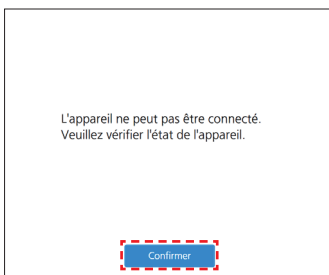 L'appareil ne peut pas être connecté.
Veuillez vérifier l'état de l'appareil.
Confirmer